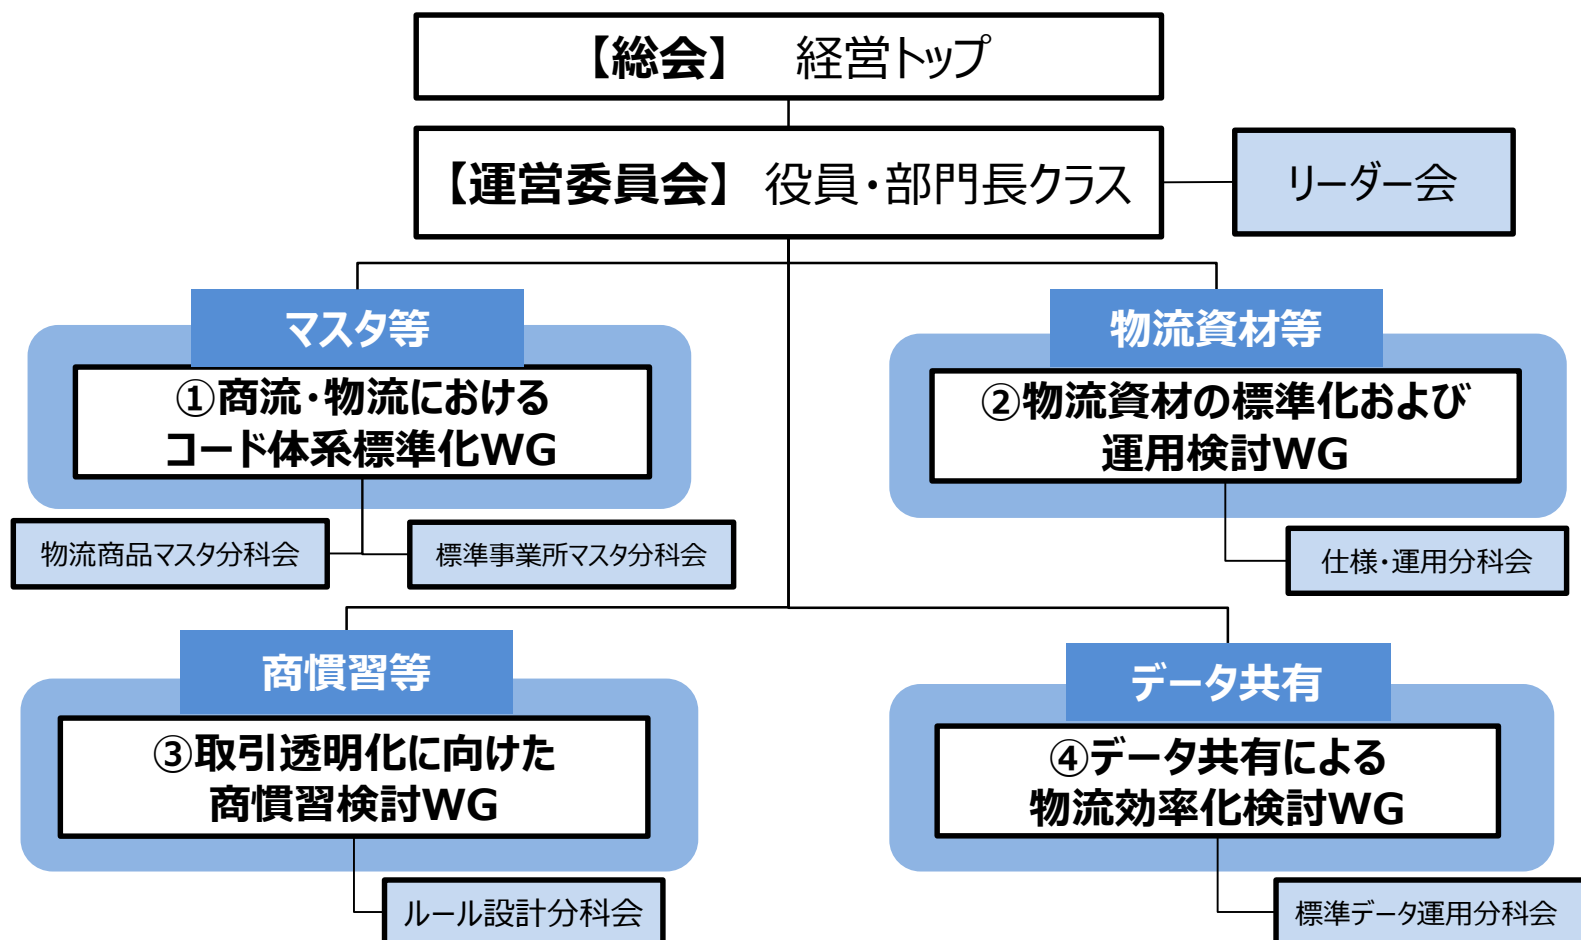 【総会】　経営トップ
【運営委員会】 役員・部門長クラス
リーダー会
マスタ等
①商流・物流における
コード体系標準化WG
物流商品マスタ分科会
標準事業所マスタ分科会
物流資材等
②物流資材の標準化および
運用検討WG
仕様・運用分科会
商慣習等
③取引透明化に向けた
商慣習検討WG
ルール設計分科会
データ共有
④データ共有による
物流効率化検討WG
標準データ運用分科会